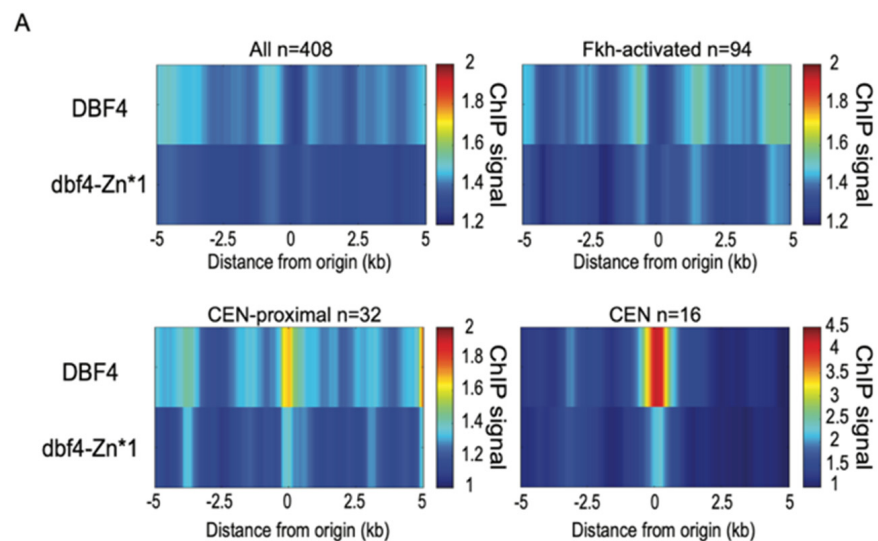 A
All n=408
DBF4
dbf4-Zn*1
2
1.8
1.6
1.4
1.2
ChIP signal
-5 -2.5 0 2.5 5
Distance from origin (kb)
Fkh-activated n=94
2
1.8
1.6
1.4
1.2
ChIP signal
-5 -2.5 0 2.5 5
Distance from origin (kb)
CEN-proximal n=32
DBF4
dbf4-Zn*1
2
1.8
1.6
1.4
1.2
1
ChIP signal
-5 -2.5 0 2.5 5
Distance from origin (kb)
CEN n=16
4.5
4
3.5
3
2.5
2
1.5
1
ChIP signal
-5 -2.5 0 2.5 5
Distance from origin (kb)